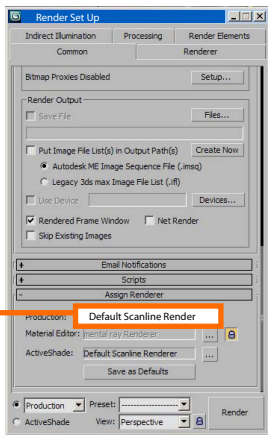 Render Set Up
Indirect Illumination Processing Render Elements
Common Renderer
Bitmap Proxies Disabled Setup...
Render Output
Save File Files...
Put Image File List(s) in Output Path(s) Create Now
Autodesk ME Image Sequence File (.imsq)
Legacy 3ds max Image File List (.ifl)
Use Device Devices...
Rendered Frame Window Net Render
Skip Existing Images
+ Email Notifications
+ Scripts
- Assign Renderer
Production: Default Scanline Render
Material Editor: mental ray Renderer ...
ActiveShade: Default Scanline Renderer ...
Save as Defaults
Production Preset: --------------------
ActiveShade View: Perspective Render